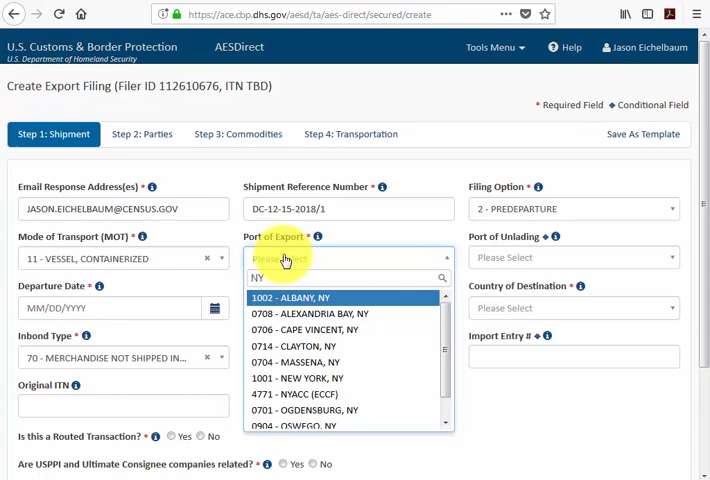 https://ace.cbp.dhs.gov/aesd/ta/aes-direct/secured/create
U.S. Customs & Border Protection
U.S. Department of Homeland Security
AESDirect
Tools Menu
Help
Jason Eichelbaum
Create Export Filing (Filer ID 112610676, ITN TBD)
* Required Field
Conditional Field
Step 1: Shipment
Step 2: Parties
Step 3: Commodities
Step 4: Transportation
Save As Template
Email Response Address(es) *
Shipment Reference Number *
Filing Option *
JASON.EICHELBAUM@CENSUS.GOV
DC-12-15-2018/1
2 - PREDEPARTURE
Mode of Transport (MOT) *
Port of Export *
Port of Unlading
11 - VESSEL, CONTAINERIZED
Please Select
Please Select
NY
Departure Date *
Country of Destination *
MM/DD/YYYY
1002 - ALBANY, NY
0708 - ALEXANDRIA BAY, NY
0706 - CAPE VINCENT, NY
0714 - CLAYTON, NY
0704 - MASSENA, NY
1001 - NEW YORK, NY
4771 - NYACC (ECCF)
0701 - OGDENSBURG, NY
0904 - OSWEGO, NY
Please Select
Inbond Type *
Import Entry #
70 - MERCHANDISE NOT SHIPPED IN...
Original ITN
Is this a Routed Transaction? *
Yes
No
Are USPPI and Ultimate Consignee companies related? *
Yes
No